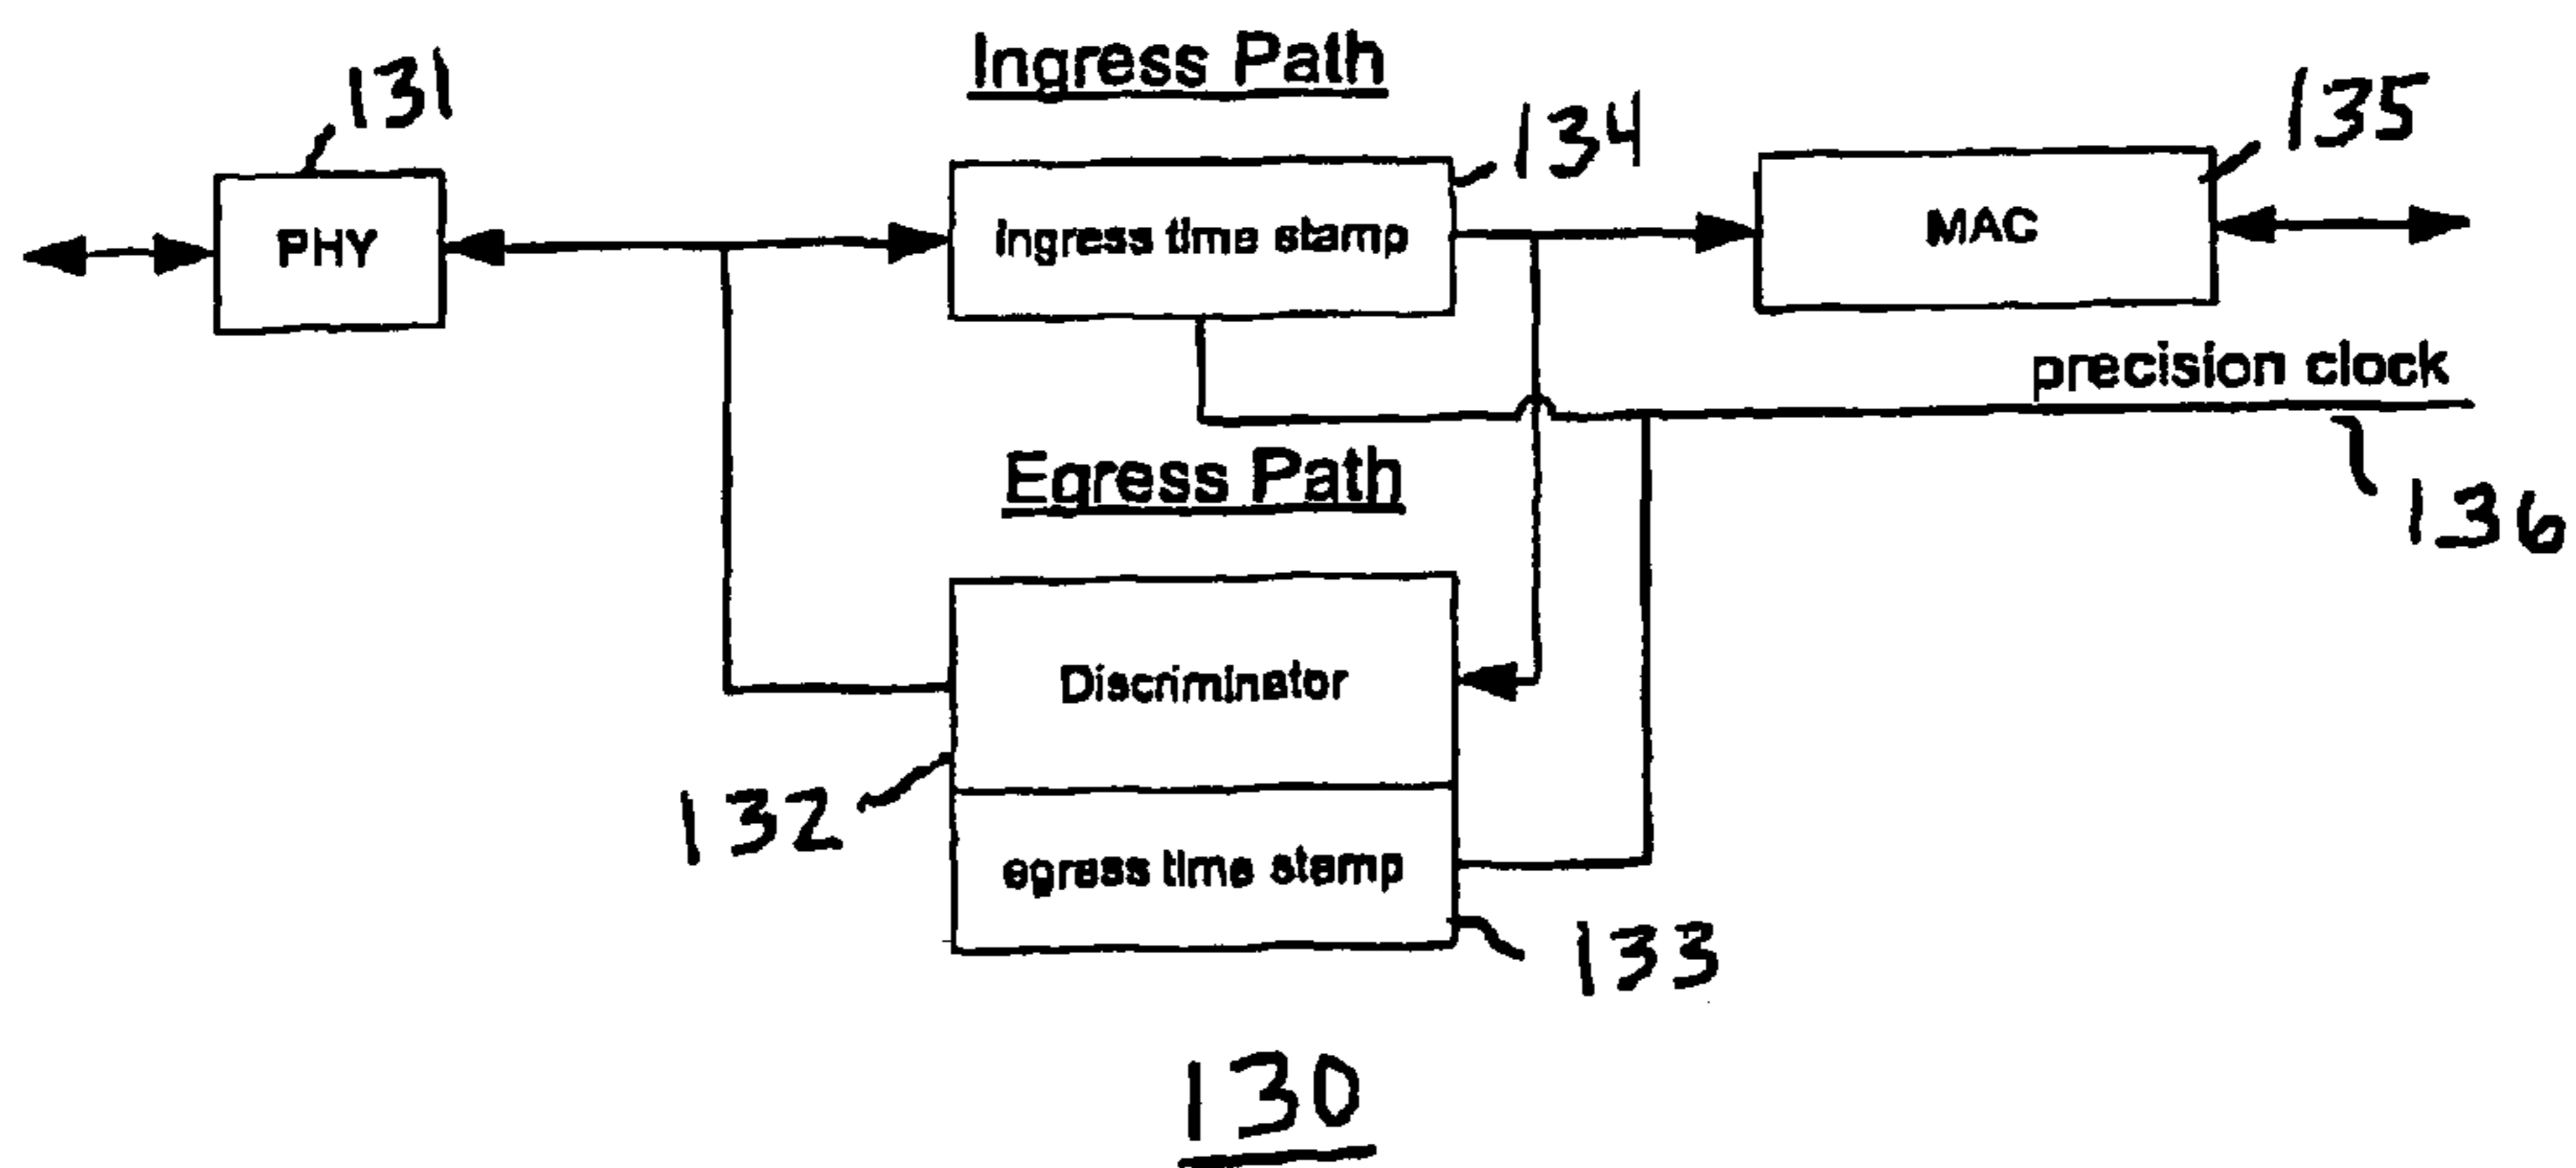 Ingress Path
131
134
135
PHY
Ingress time stamp
MAC
precision clock
136
Egress Path
Discriminator
132
egress time stamp
133
130